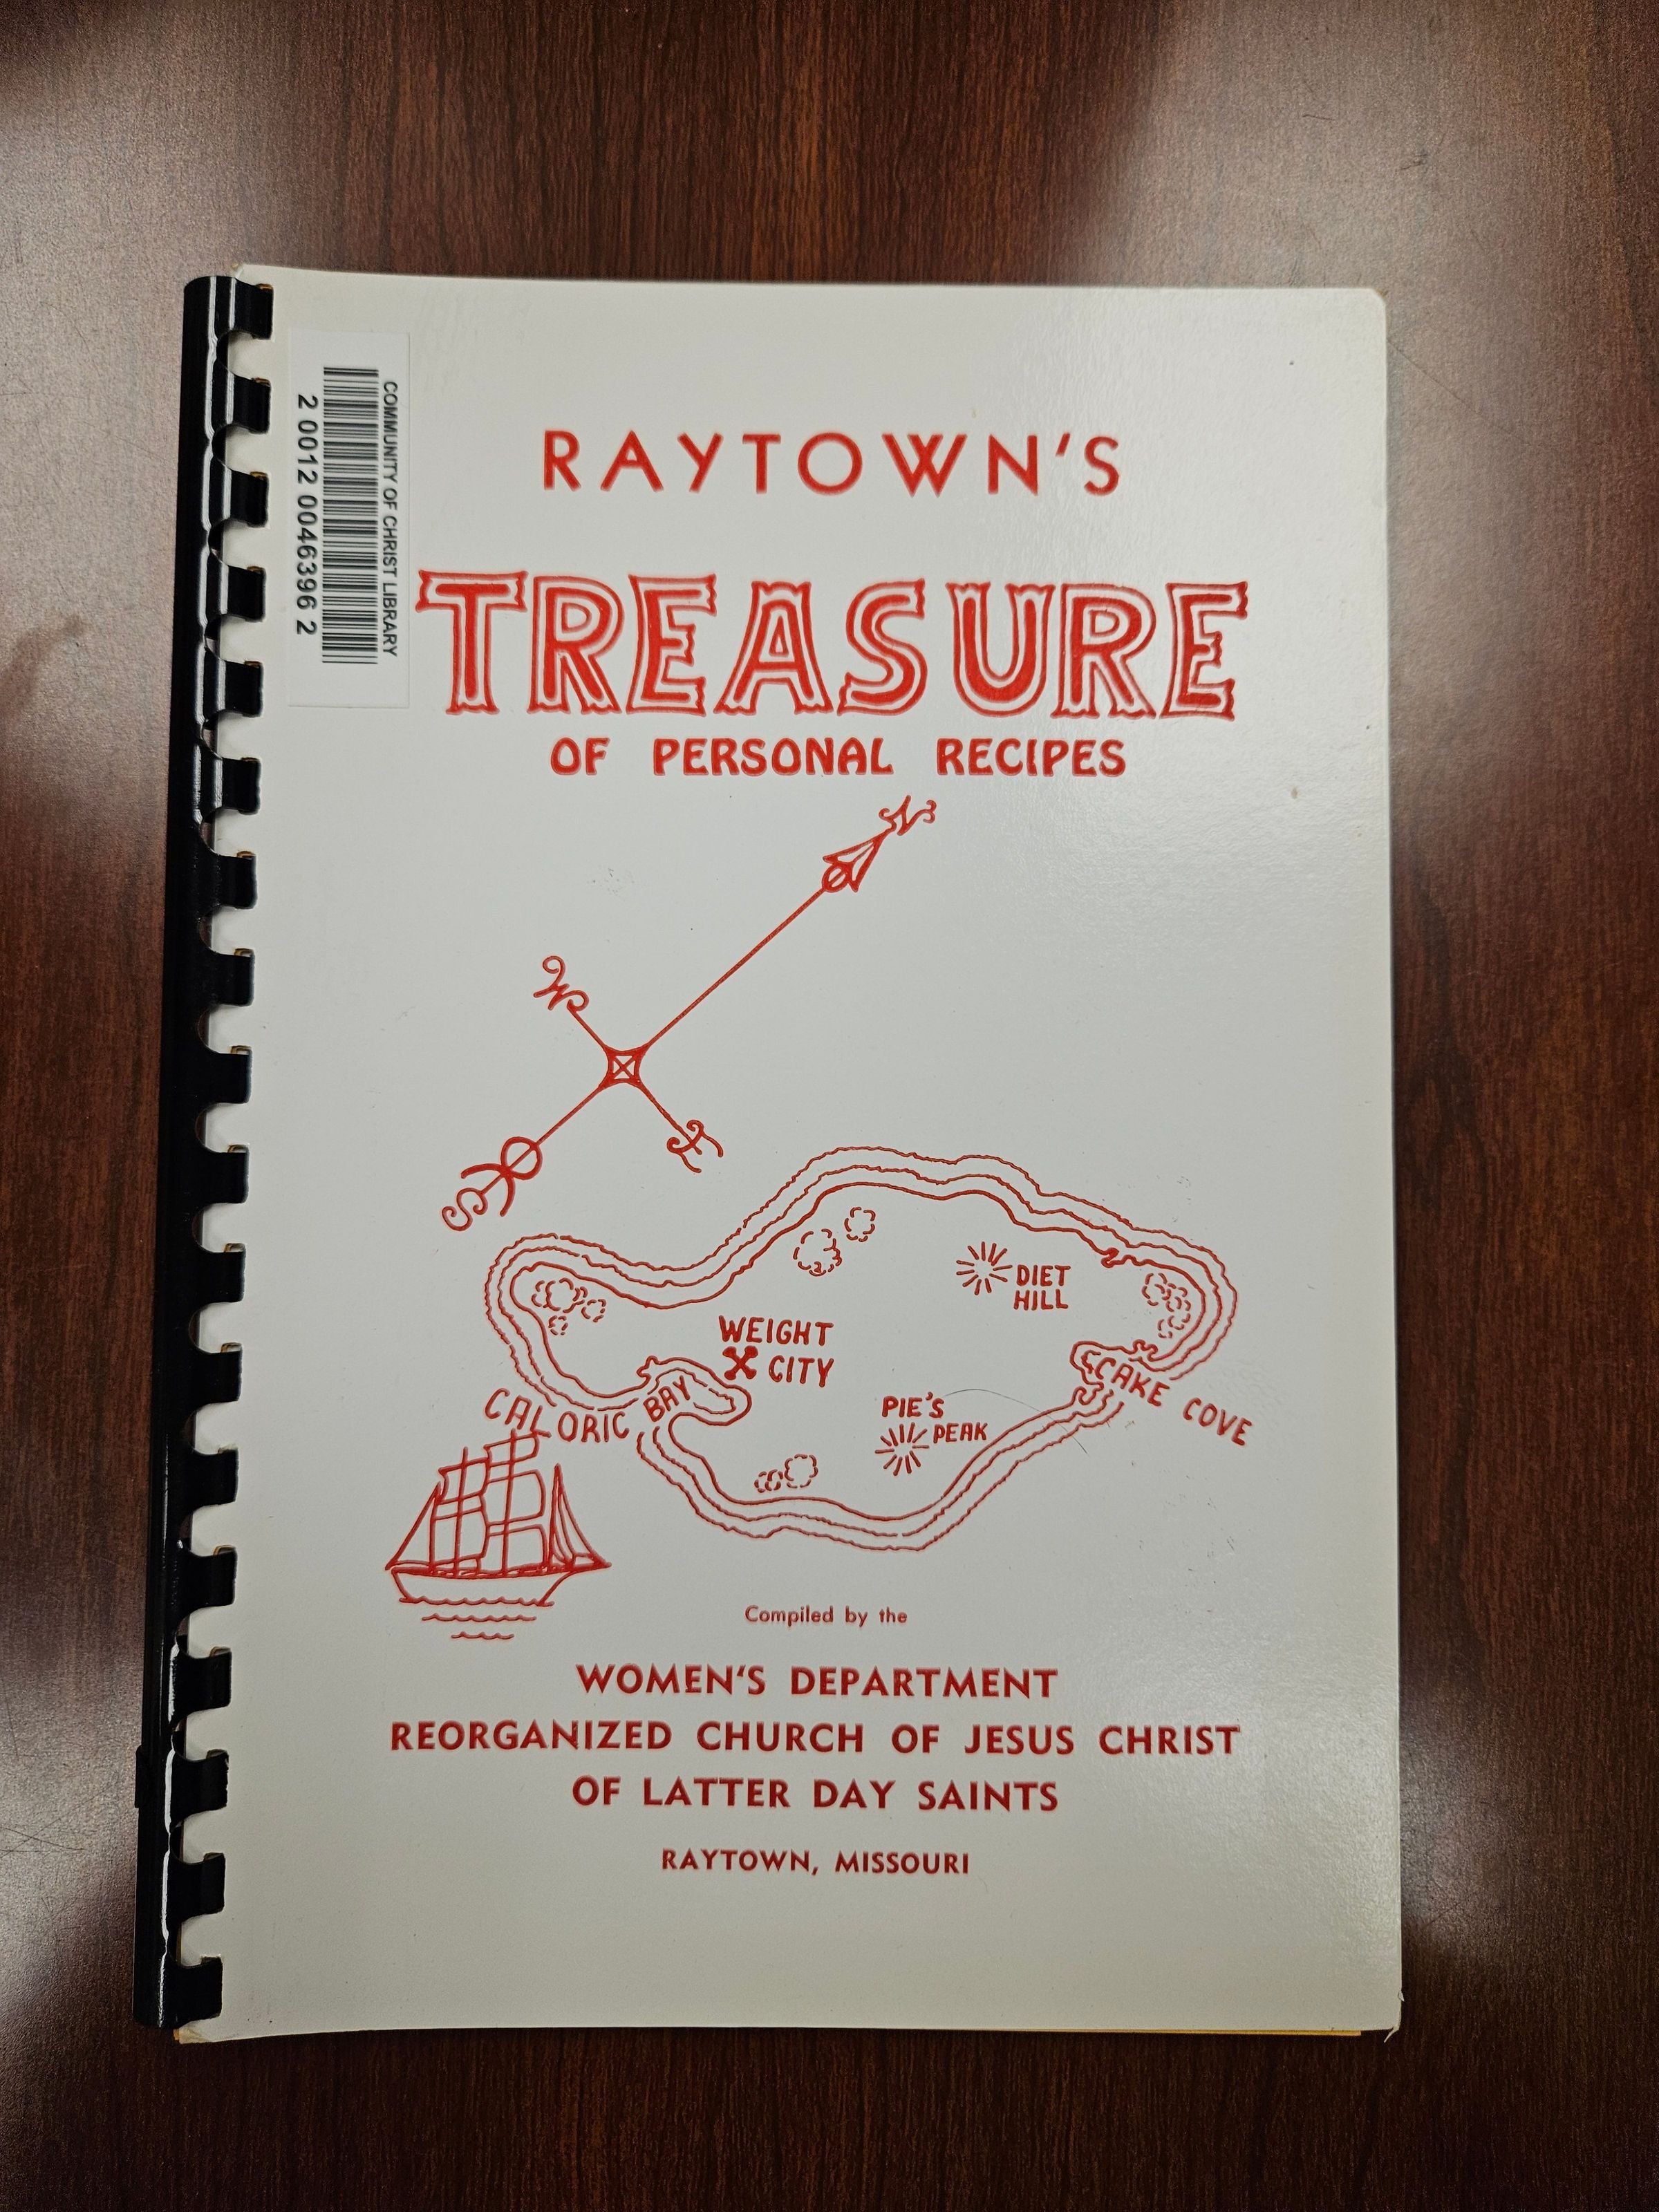 COMMUNITY OF CHRIST LIBRARY
2 0012 0046396 2
RAYTOWN'S
TREASURE
OF PERSONAL RECIPES
N
W
E
S
DIET
HILL
WEIGHT
CITY
CAKE COVE
CALORIC BAY
PIE'S
PEAK
Compiled by the
WOMEN'S DEPARTMENT
REORGANIZED CHURCH OF JESUS CHRIST
OF LATTER DAY SAINTS
RAYTOWN, MISSOURI